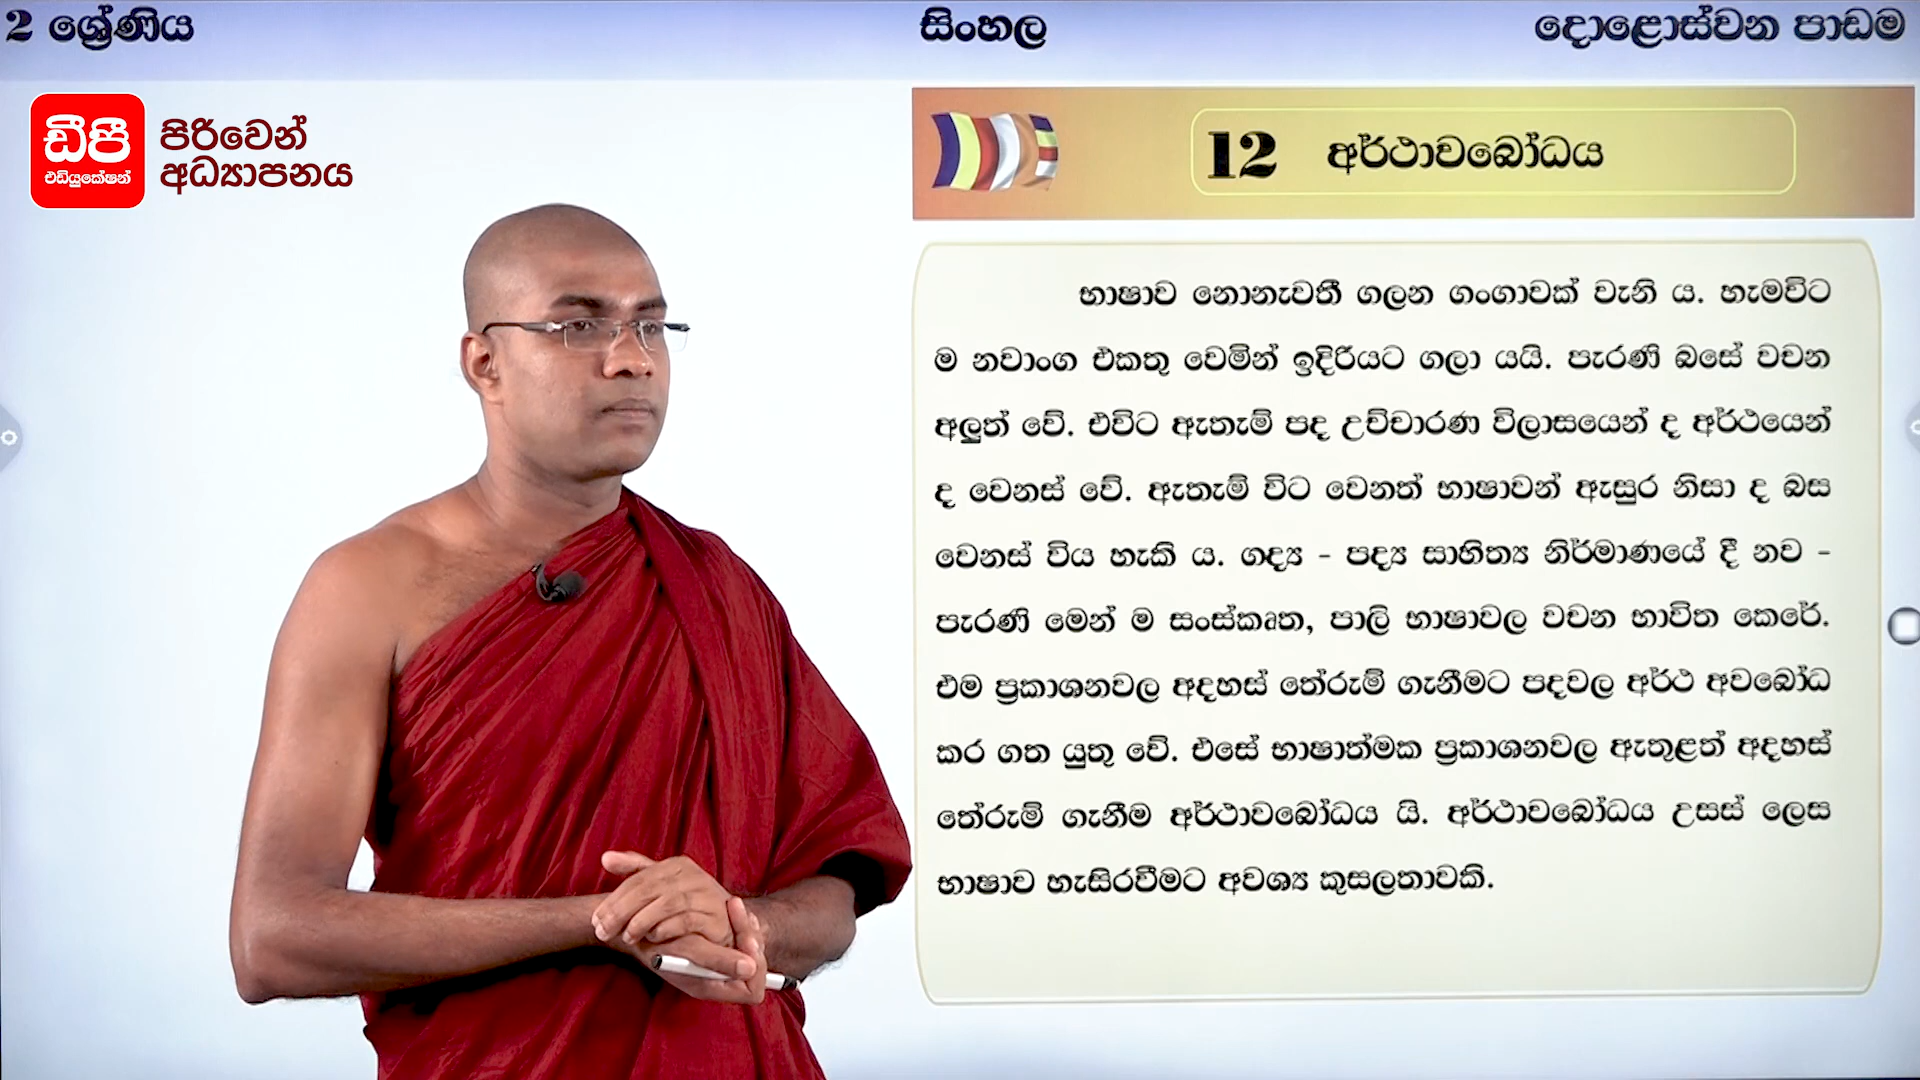 2 ශ්‍රේණිය
සිංහල
දොළොස්වන පාඩම
ඩීපී
එඩියුකේෂන්
පිරිවෙන්
අධ්‍යාපනය
12 අර්ථාවබෝධය
භාෂාව නොනැවතී ගලන ගංගාවක් වැනි ය. හැමවිට
ම නවාංග එකතු වෙමින් ඉදිරියට ගලා යයි. පැරණි බසේ වචන
අලුත් වේ. එවිට ඇතැම් පද උච්චාරණ විලාසයෙන් ද අර්ථයෙන්
ද වෙනස් වේ. ඇතැම් විට වෙනත් භාෂාවන් ඇසුර නිසා ද බස
වෙනස් විය හැකි ය. ගද්‍ය - පද්‍ය සාහිත්‍ය නිර්මාණයේ දී නව -
පැරණි මෙන් ම සංස්කෘත, පාලි භාෂාවල වචන භාවිත කෙරේ.
එම ප්‍රකාශනවල අදහස් තේරුම් ගැනීමට පදවල අර්ථ අවබෝධ
කර ගත යුතු වේ. එසේ භාෂාත්මක ප්‍රකාශනවල ඇතුළත් අදහස්
තේරුම් ගැනීම අර්ථාවබෝධය යි. අර්ථාවබෝධය උසස් ලෙස
භාෂාව හැසිරවීමට අවශ්‍ය කුසලතාවකි.